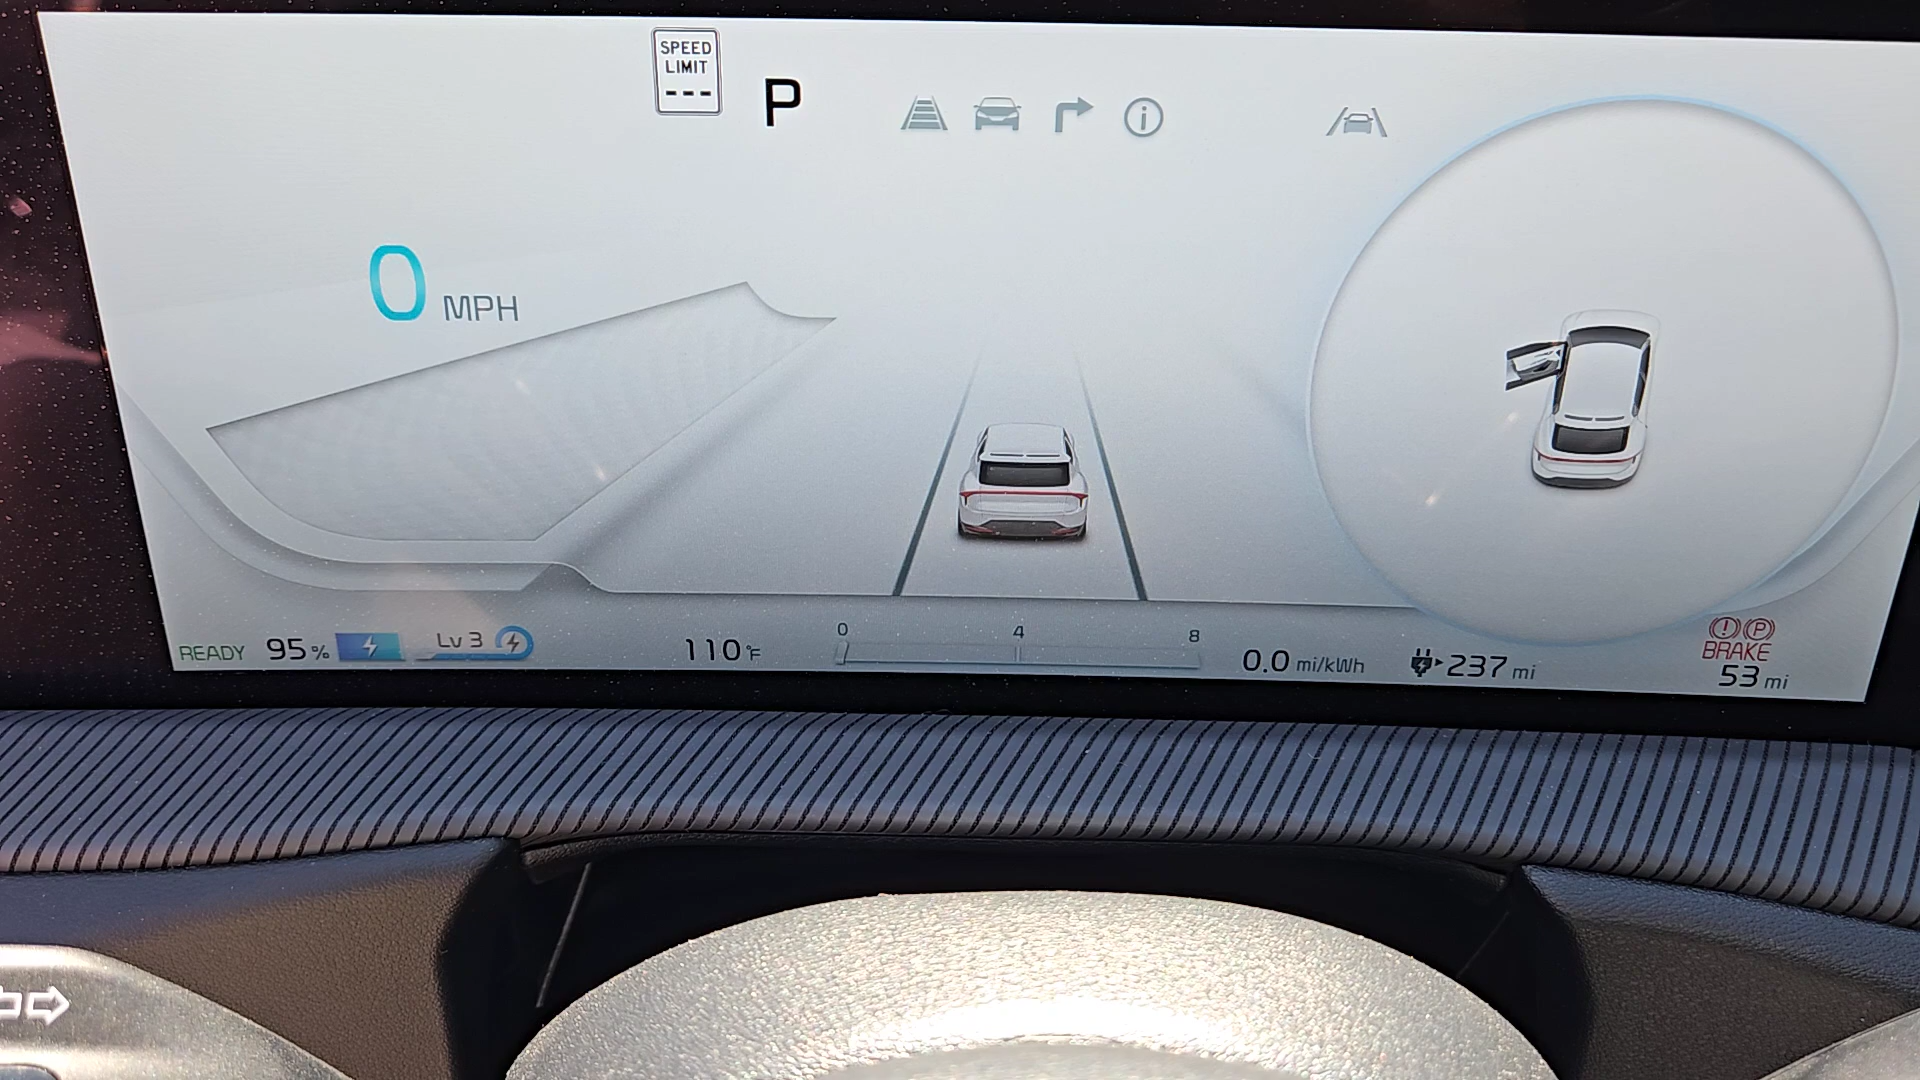 SPEED
LIMIT
---
P
0 MPH
READY 95% Lv 3
110°F
0 4 8
0.0 mi/kWh
237 mi
BRAKE
53 mi